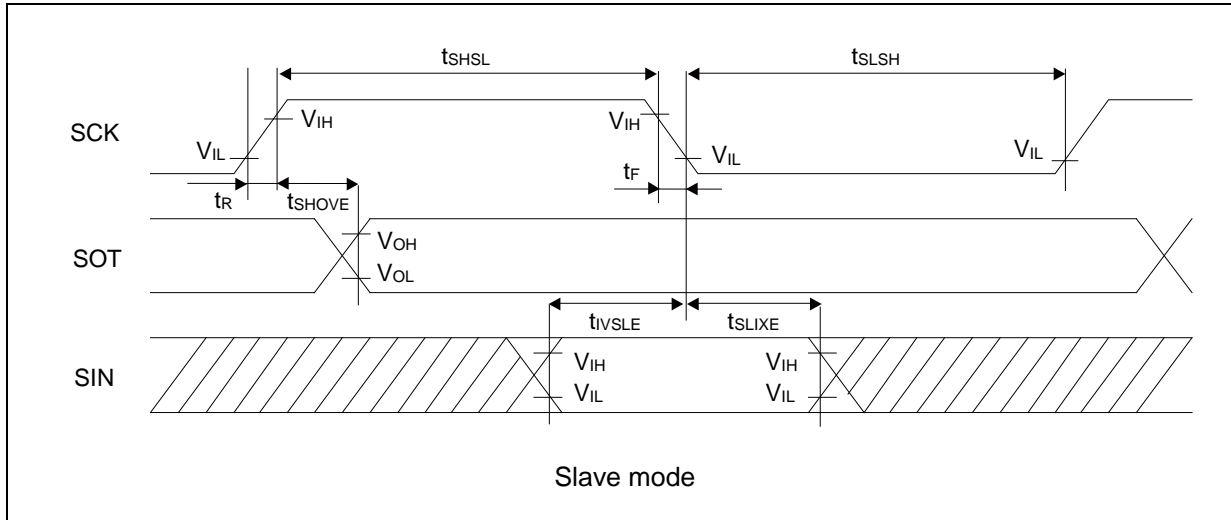 tSHSL
tSLSH
SCK
VIH
VIH
VIL
VIL
VIL
tR
tSHOVE
tF
SOT
VOH
VOL
tIVSLE
tSLIXE
SIN
VIH
VIH
VIL
VIL
Slave mode